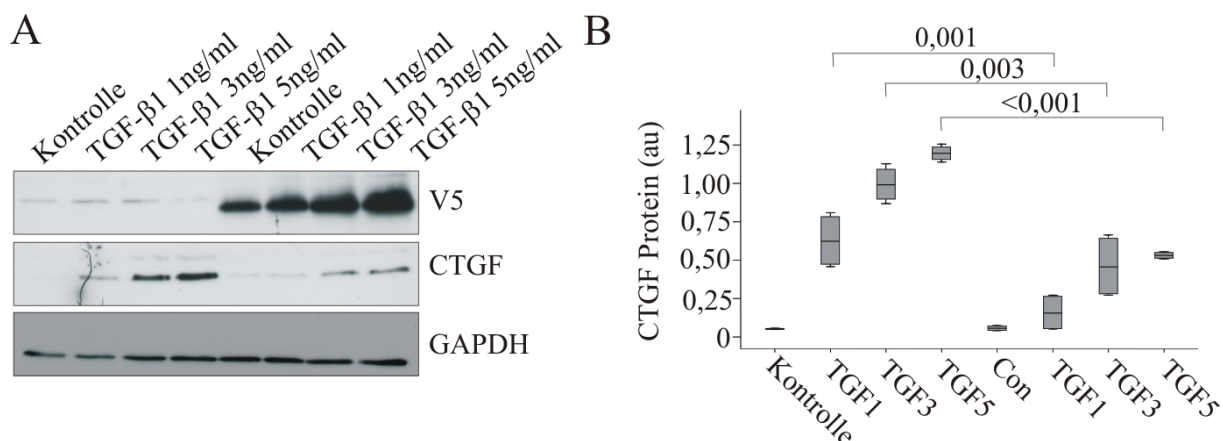 A
Kontrolle
TGF-β1 1ng/ml
TGF-β1 3ng/ml
TGF-β1 5ng/ml
Kontrolle
TGF-β1 1ng/ml
TGF-β1 3ng/ml
TGF-β1 5ng/ml
V5
CTGF
GAPDH
B
0,001
0,003
<0,001
CTGF Protein (au)
1,25
1,00
0,75
0,50
0,25
0
Kontrolle
TGF1
TGF3
TGF5
Con
TGF1
TGF3
TGF5